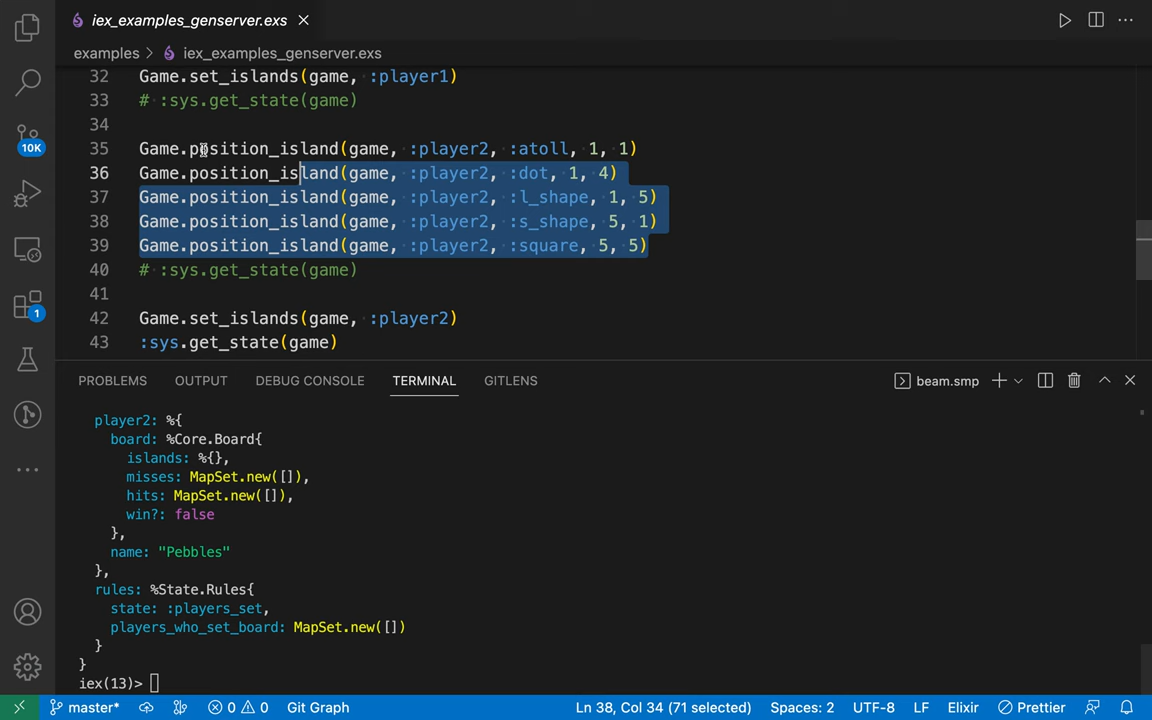 iex_examples_genserver.exs
examples > iex_examples_genserver.exs
32 Game.set_islands(game, :player1)
33 # :sys.get_state(game)
34
35 Game.position_island(game, :player2, :atoll, 1, 1)
36 Game.position_island(game, :player2, :dot, 1, 4)
37 Game.position_island(game, :player2, :l_shape, 1, 5)
38 Game.position_island(game, :player2, :s_shape, 5, 1)
39 Game.position_island(game, :player2, :square, 5, 5)
40 # :sys.get_state(game)
41
42 Game.set_islands(game, :player2)
43 :sys.get_state(game)
10K
1
PROBLEMS OUTPUT DEBUG CONSOLE TERMINAL GITLENS beam.smp
player2: %{
board: %Core.Board{
islands: %{},
misses: MapSet.new([]),
hits: MapSet.new([]),
win?: false
},
name: "Pebbles"
},
rules: %State.Rules{
state: :players_set,
players_who_set_board: MapSet.new([])
}
}
iex(13)>
master* 0 0 Git Graph Ln 38, Col 34 (71 selected) Spaces: 2 UTF-8 LF Elixir Prettier